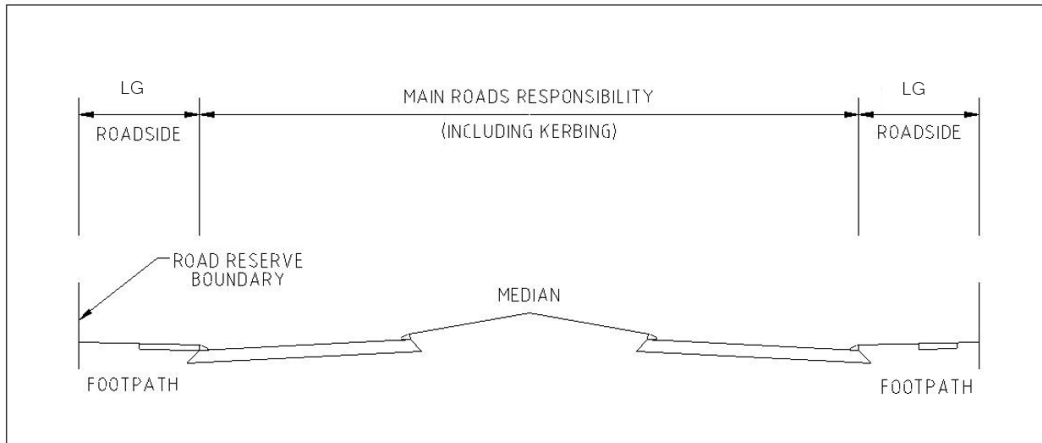 LG
MAIN ROADS RESPONSIBILITY
LG
ROADSIDE
(INCLUDING KERBING)
ROADSIDE
ROAD RESERVE
BOUNDARY
MEDIAN
FOOTPATH
FOOTPATH